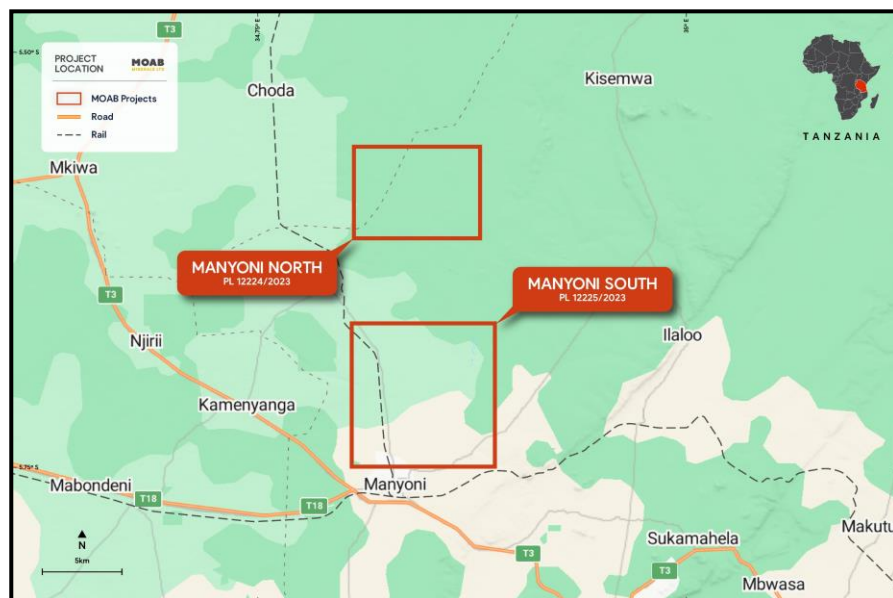 T3
34.75° E
35° E
5.50° S
PROJECT
LOCATION
MOAB
MINERALS LTD
MOAB Projects
Road
Rail
Choda
Kisemwa
TANZANIA
Mkiwa
MANYONI NORTH
PL 12224/2023
MANYONI SOUTH
PL 12225/2023
T3
Njirii
Ilaloo
Kamenyanga
5.75° S
Mabondeni
T18
T18
Manyoni
Makutu
N
5km
T3
Sukamahela
T3
Mbwasa